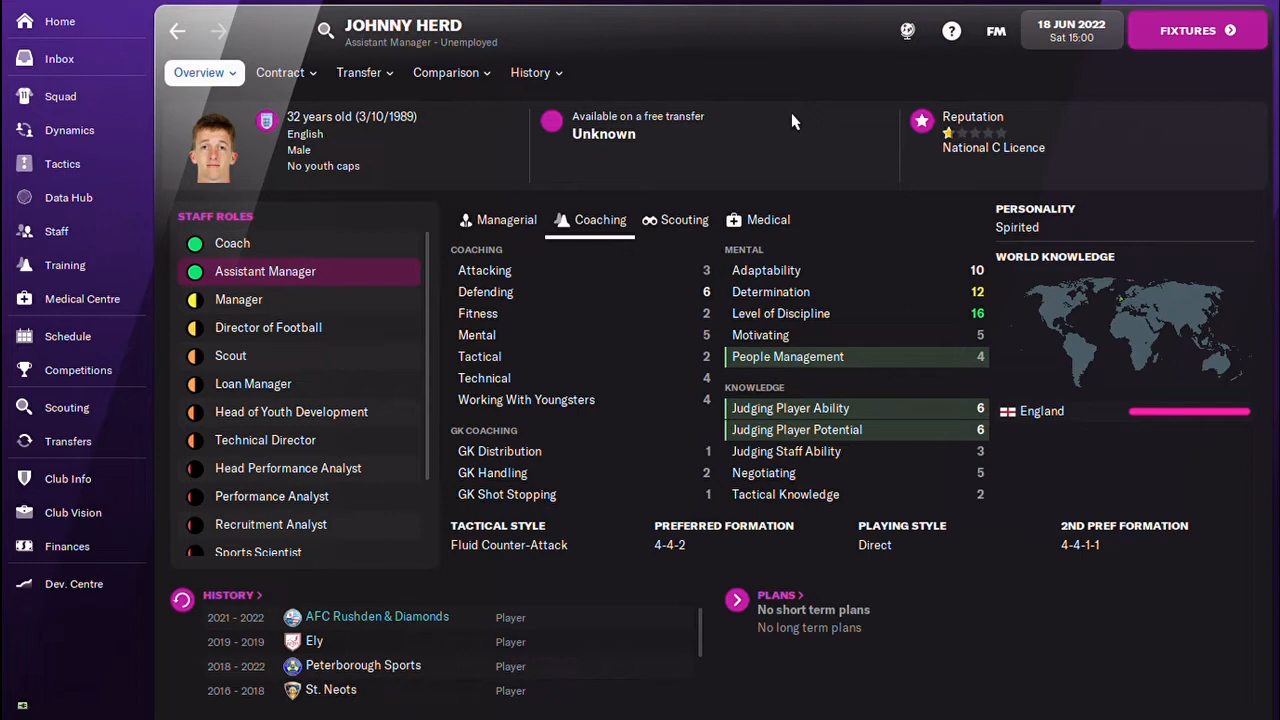 Home
Inbox
Squad
Dynamics
Tactics
Data Hub
Staff
Training
Medical Centre
Schedule
Competitions
Scouting
Transfers
Club Info
Club Vision
Finances
Dev. Centre
JOHNNY HERD
Assistant Manager - Unemployed
FM
18 JUN 2022
Sat 15:00
FIXTURES
Overview
Contract
Transfer
Comparison
History
32 years old (3/10/1989)
English
Male
No youth caps
Available on a free transfer
Unknown
Reputation
National C Licence
STAFF ROLES
Coach
Assistant Manager
Manager
Director of Football
Scout
Loan Manager
Head of Youth Development
Technical Director
Head Performance Analyst
Performance Analyst
Recruitment Analyst
Sports Scientist
Managerial
Coaching
Scouting
Medical
COACHING
Attacking 3
Defending 6
Fitness 2
Mental 5
Tactical 2
Technical 4
Working With Youngsters 4
GK COACHING
GK Distribution 1
GK Handling 2
GK Shot Stopping 1
MENTAL
Adaptability 10
Determination 12
Level of Discipline 16
Motivating 5
People Management 4
KNOWLEDGE
Judging Player Ability 6
Judging Player Potential 6
Judging Staff Ability 3
Negotiating 5
Tactical Knowledge 2
PERSONALITY
Spirited
WORLD KNOWLEDGE
England
TACTICAL STYLE
Fluid Counter-Attack
PREFERRED FORMATION
4-4-2
PLAYING STYLE
Direct
2ND PREF FORMATION
4-4-1-1
HISTORY >
2021 - 2022 AFC Rushden & Diamonds Player
2019 - 2019 Ely Player
2018 - 2022 Peterborough Sports Player
2016 - 2018 St. Neots Player
PLANS >
No short term plans
No long term plans